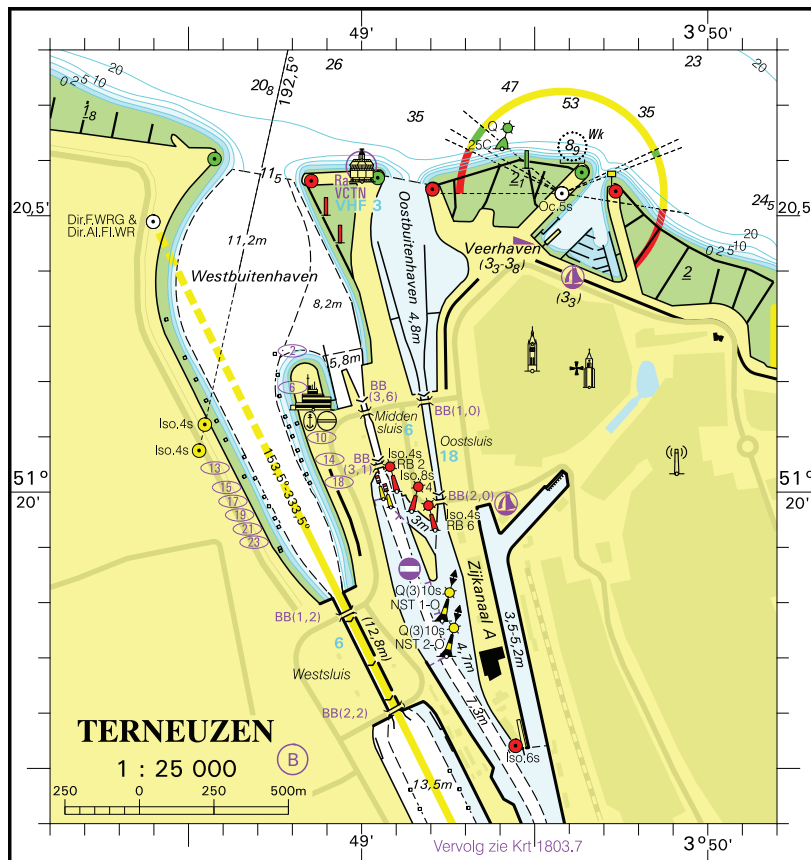 49'
3°50'
20
0 2 5 10
20₈
26
192,5°
47
53
23
35
35
1₈
Q
25C
8₉
Wk
11₅
Ra
VCTN
VHF 3
2₁
Oc.5s
24₅
20,5'
20,5'
Dir.F.WRG &
Dir.Al.Fl.WR
11,2m
Oostbuitenhaven
Veerhaven
(3₃-3₈)
(3₃)
0 2 5 10
20
2
Westbuitenhaven
8,2m
4,8m
2
5,8m
6
BB
(3,6)
BB(1,0)
Midden
sluis
6
10
Iso.4s
Iso.4s
BB
(3,1)
Iso.4s
RB 2
Oostsluis
18
13
14
Iso.8s
51°
20'
51°
20'
15
18
17
19
21
23
BB(2,0)
Iso.4s
RB 6
3m
153,5°-333,5°
Zijkanaal A
Q(3)10s
NST 1-O
3,5-5,2m
BB(1,2)
(12,8m)
Q(3)10s
NST 2-O
6
4,7m
Westsluis
7,3m
BB(2,2)
TERNEUZEN
1 : 25 000
B
Iso.6s
250 0 250 500m
13,5m
49'
Vervolg zie Krt 1803.7
3°50'